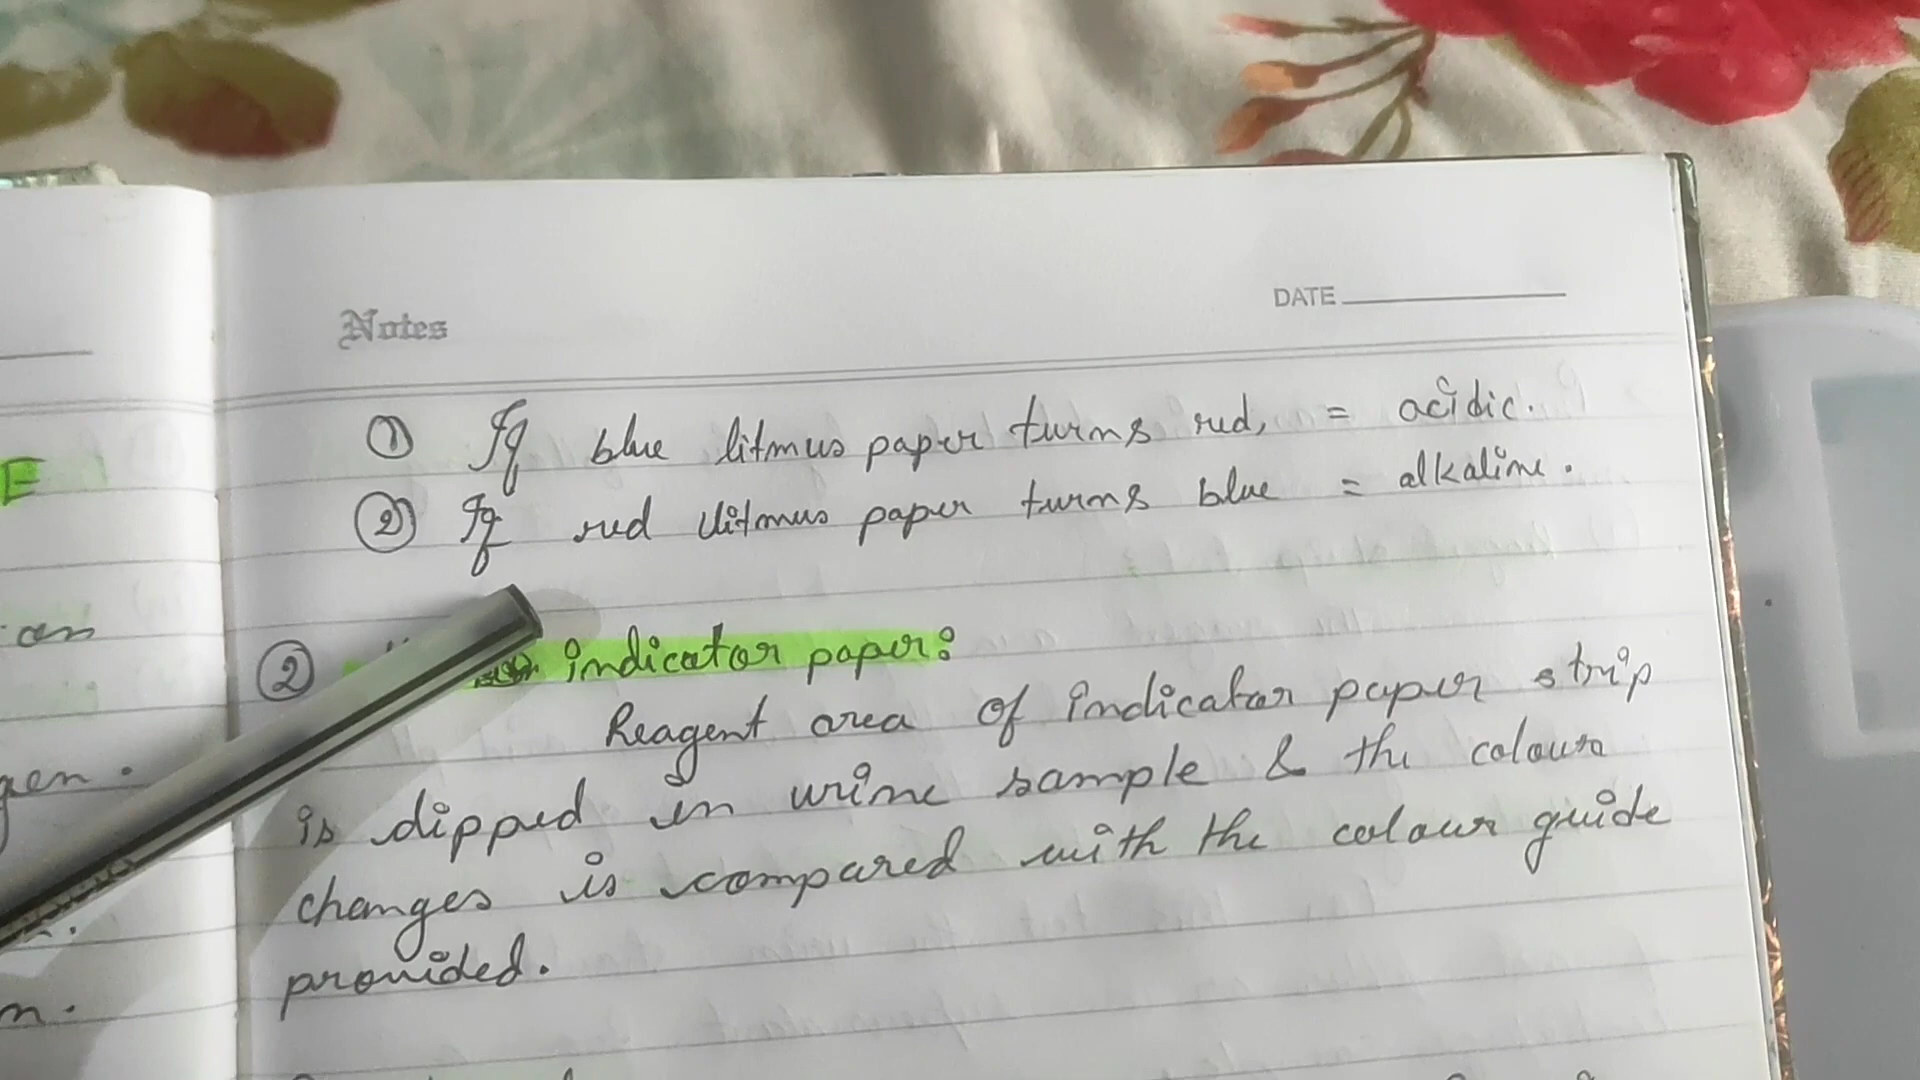 E
an
gen.
n.
Notes
DATE
① If blue litmus paper turns red, = acidic.
② If red litmus paper turns blue = alkaline.
② indicator paper:
Reagent area of indicator paper strip
is dipped in urine sample & the colour
changes is compared with the colour guide
provided.